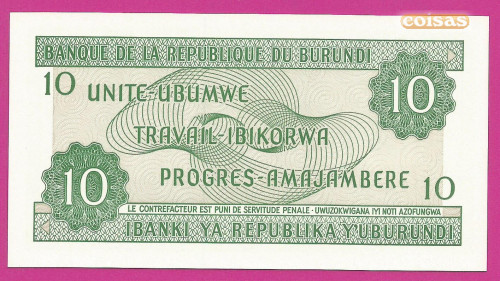 coisas
BANQUE DE LA REPUBLIQUE DU BURUNDI
10 UNITE-UBUMWE 10
TRAVAIL-IBIKORWA
10 PROGRES-AMAJAMBERE 10
LE CONTREFACTEUR EST PUNI DE SERVITUDE PENALE - UWUZOKWIGANA IYI NOTI AZOFUNGWA
IBANKI YA REPUBLIKA Y'UBURUNDI